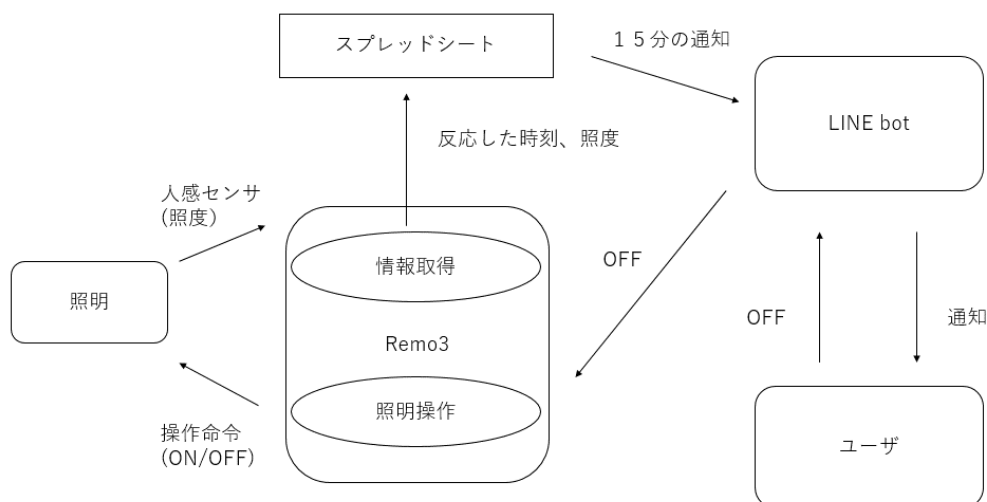 スプレッドシート
１５分の通知
LINE bot
反応した時刻、照度
人感センサ
(照度)
情報取得
OFF
照明
OFF
通知
Remo3
照明操作
操作命令
(ON/OFF)
ユーザ